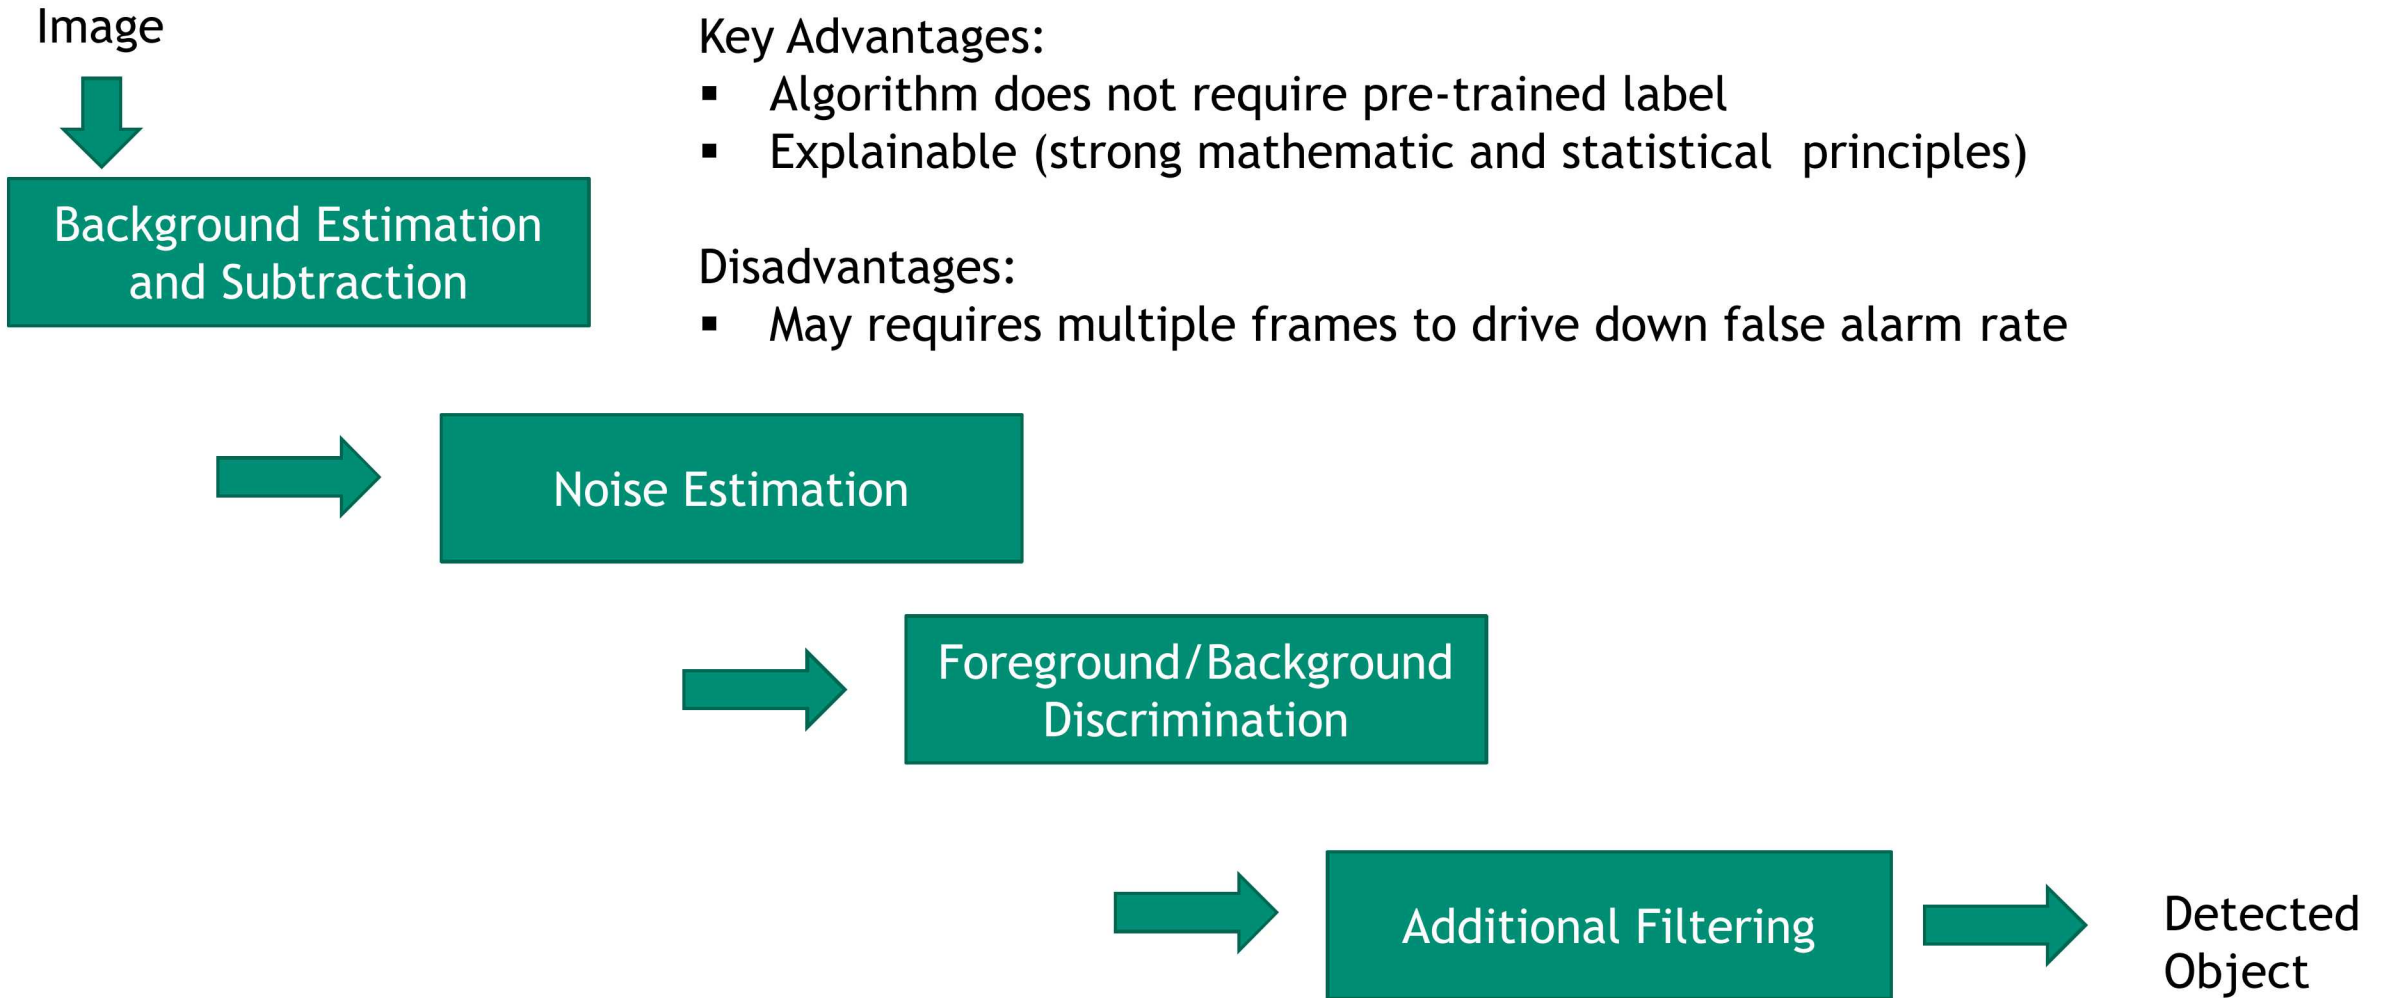 Image
Key Advantages:
▪ Algorithm does not require pre-trained label
▪ Explainable (strong mathematic and statistical  principles)
Background Estimation
and Subtraction
Disadvantages:
▪ May requires multiple frames to drive down false alarm rate
Noise Estimation
Foreground/Background
Discrimination
Additional Filtering
Detected
Object